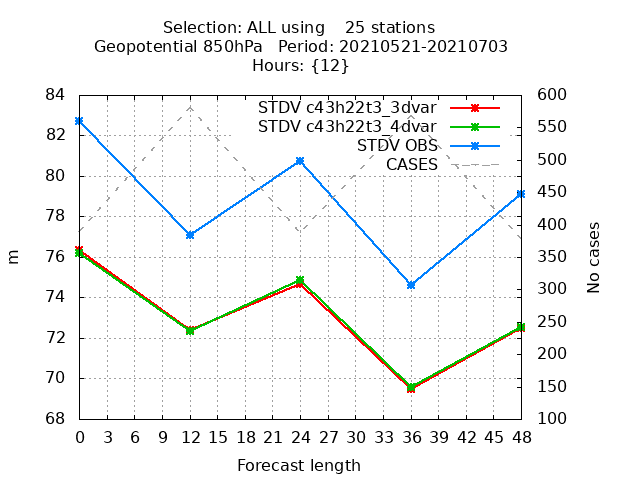 Selection: ALL using    25 stations
Geopotential 850hPa   Period: 20210521-20210703
Hours: {12}
84 600
STDV c43h22t3_3dvar
550
82 STDV c43h22t3_4dvar
STDV OBS
500
CASES
80
450
78
400
76 350
m No cases
74 300
250
72
200
70
150
68 100
0 3 6 9 12 15 18 21 24 27 30 33 36 39 42 45 48
Forecast length